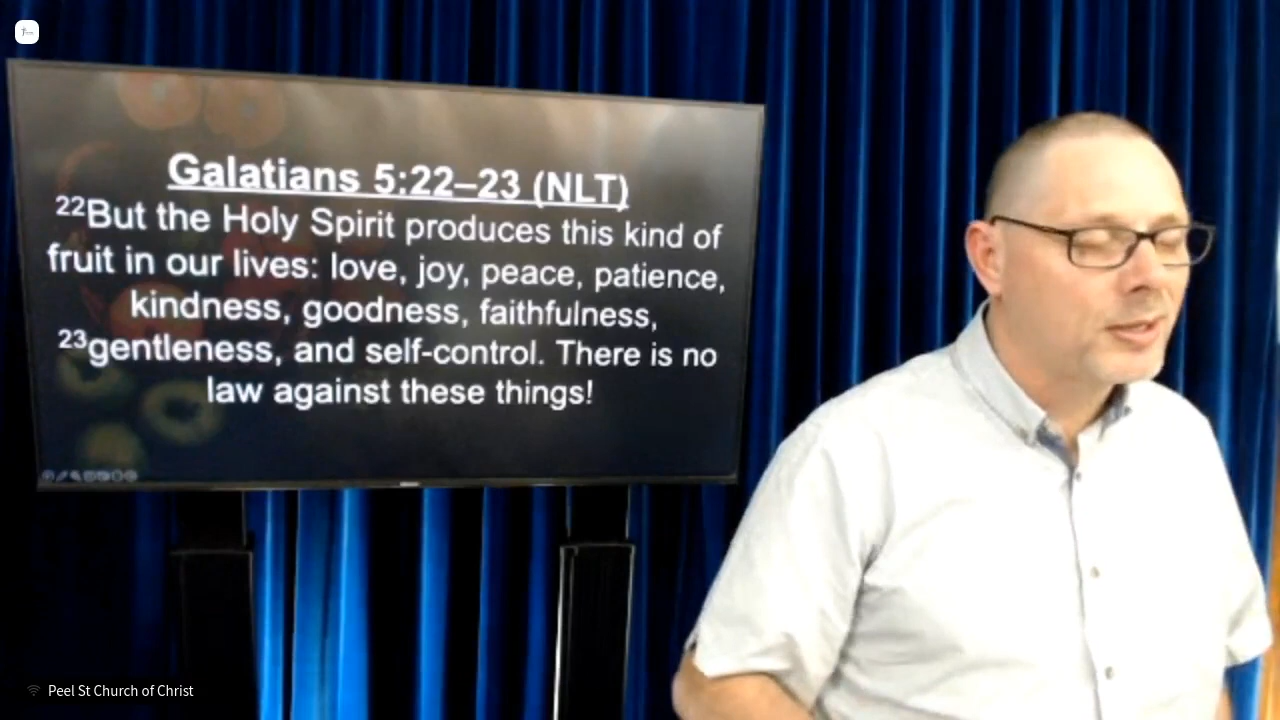 Galatians 5:22–23 (NLT)
22But the Holy Spirit produces this kind of
fruit in our lives: love, joy, peace, patience,
kindness, goodness, faithfulness,
23gentleness, and self-control. There is no
law against these things!
Peel St Church of Christ